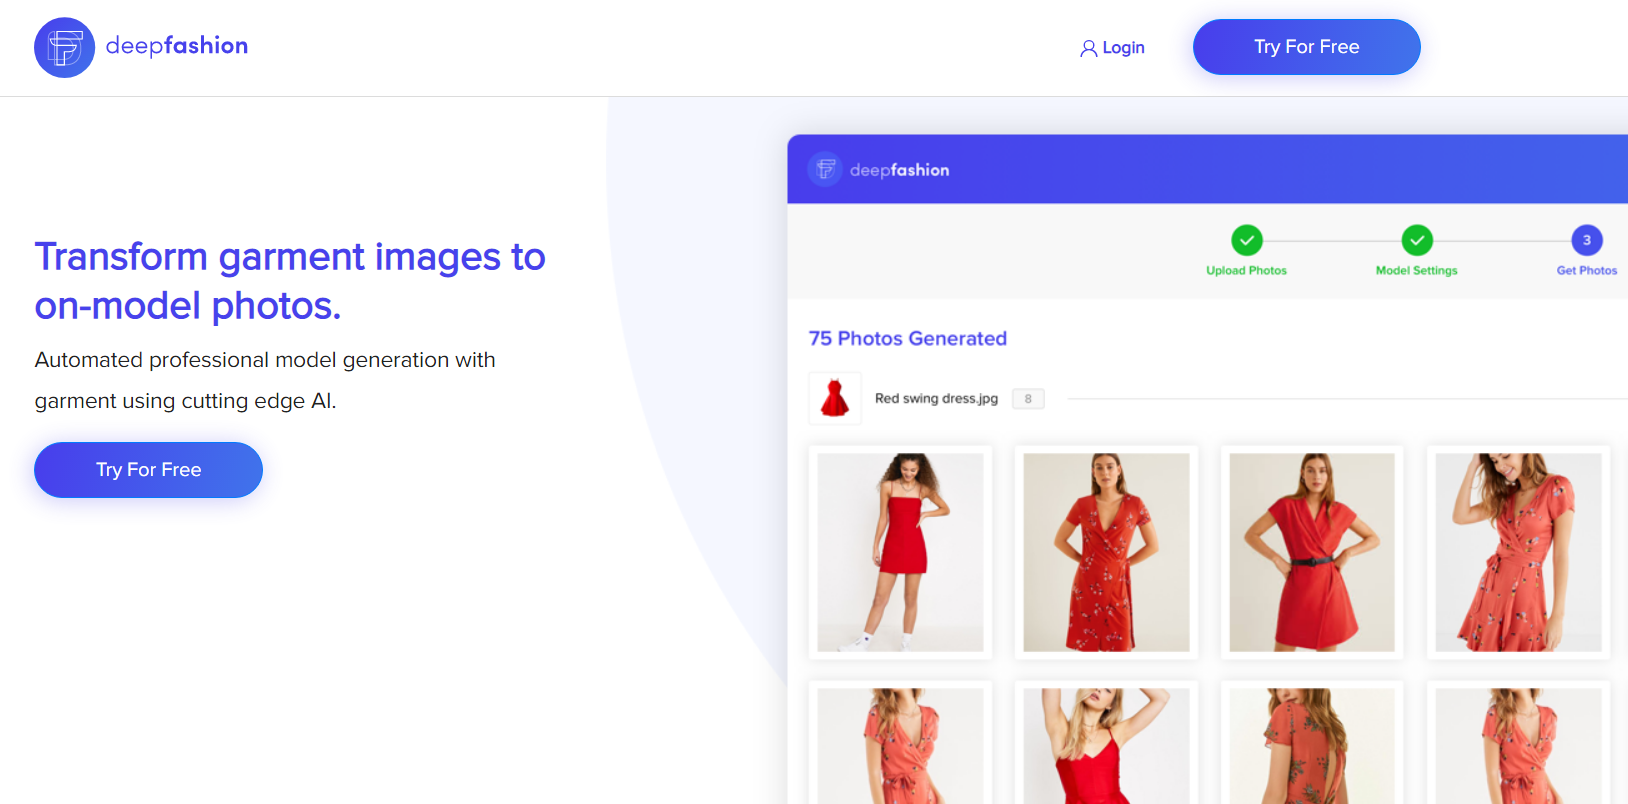 deepfashion
Login
Try For Free
Transform garment images to
on-model photos.
Automated professional model generation with
garment using cutting edge AI.
Try For Free
deepfashion
Upload Photos
Model Settings
3
Get Photos
75 Photos Generated
Red swing dress.jpg
8